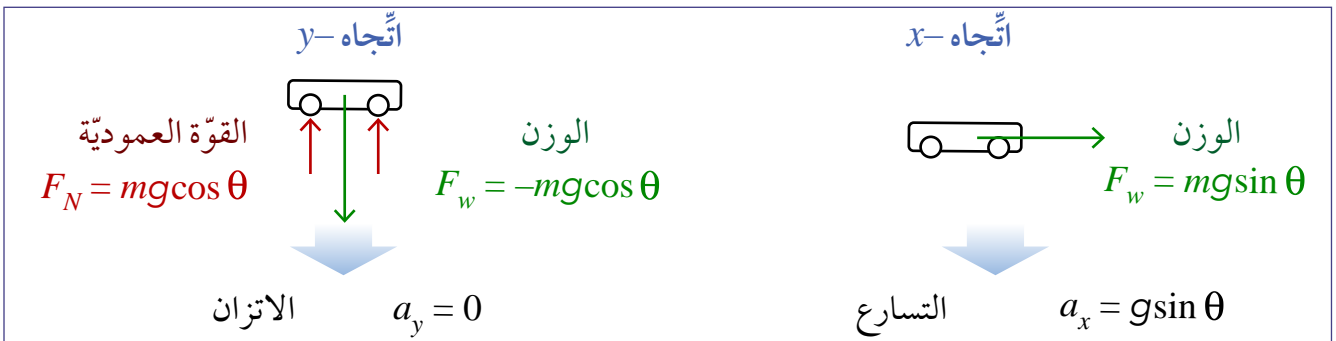 اتِّجاه –x
الوزن
F_w = mg sin θ
التسارع a_x = g sin θ
اتِّجاه –y
الوزن
F_w = –mg cos θ
القوّة العموديّة
F_N = mg cos θ
الاتزان a_y = 0